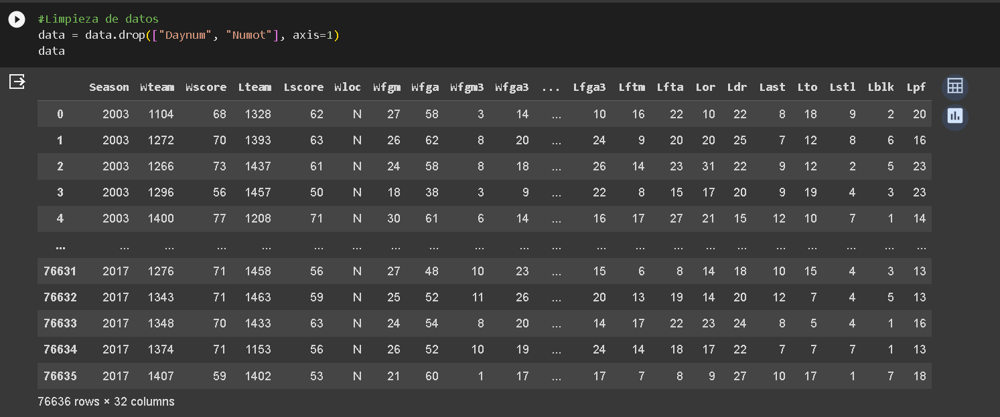 #Limpieza de datos
data = data.drop(["Daynum", "Numot"], axis=1)
data
Season Wteam Wscore Lteam Lscore Wloc Wfgm Wfga Wfgm3 Wfga3 ... Lfga3 Lftm Lfta Lor Ldr Last Lto Lstl Lblk Lpf
0 2003 1104 68 1328 62 N 27 58 3 14 ... 10 16 22 10 22 8 18 9 2 20
1 2003 1272 70 1393 63 N 26 62 8 20 ... 24 9 20 20 25 7 12 8 6 16
2 2003 1266 73 1437 61 N 24 58 8 18 ... 26 14 23 31 22 9 12 2 5 23
3 2003 1296 56 1457 50 N 18 38 3 9 ... 22 8 15 17 20 9 19 4 3 23
4 2003 1400 77 1208 71 N 30 61 6 14 ... 16 17 27 21 15 12 10 7 1 14
... ... ... ... ... ... ... ... ... ... ... ... ... ... ... ... ... ... ... ... ... ...
76631 2017 1276 71 1458 56 N 27 48 10 23 ... 15 6 8 14 18 10 15 4 3 13
76632 2017 1343 71 1463 59 N 25 52 11 26 ... 20 13 19 14 20 12 7 4 5 13
76633 2017 1348 70 1433 63 N 24 54 8 20 ... 14 17 22 23 24 8 5 4 1 16
76634 2017 1374 71 1153 56 N 26 52 10 19 ... 24 14 18 17 22 7 7 7 1 13
76635 2017 1407 59 1402 53 N 21 60 1 17 ... 17 7 8 9 27 10 17 1 7 18
76636 rows × 32 columns